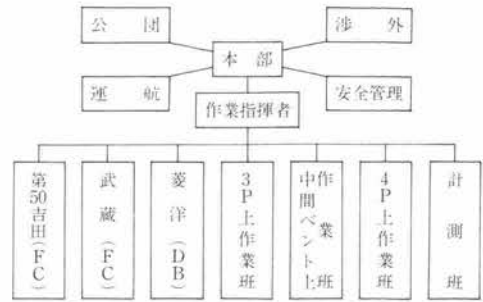 公団
渉外
本部
運航
安全管理
作業指揮者
第50吉田(FC)
武蔵(FC)
菱洋(DB)
3P上作業班
中間ベント上作業班
4P上作業班
計測班